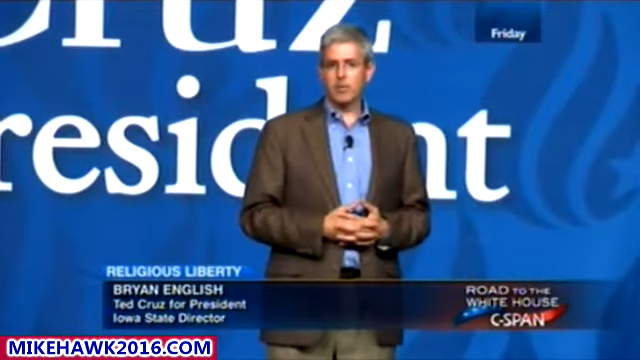 Cruz
Friday
resident
RELIGIOUS LIBERTY
BRYAN ENGLISH
Ted Cruz for President
Iowa State Director
ROAD TO THE
WHITE HOUSE
C-SPAN
MIKEHAWK2016.COM